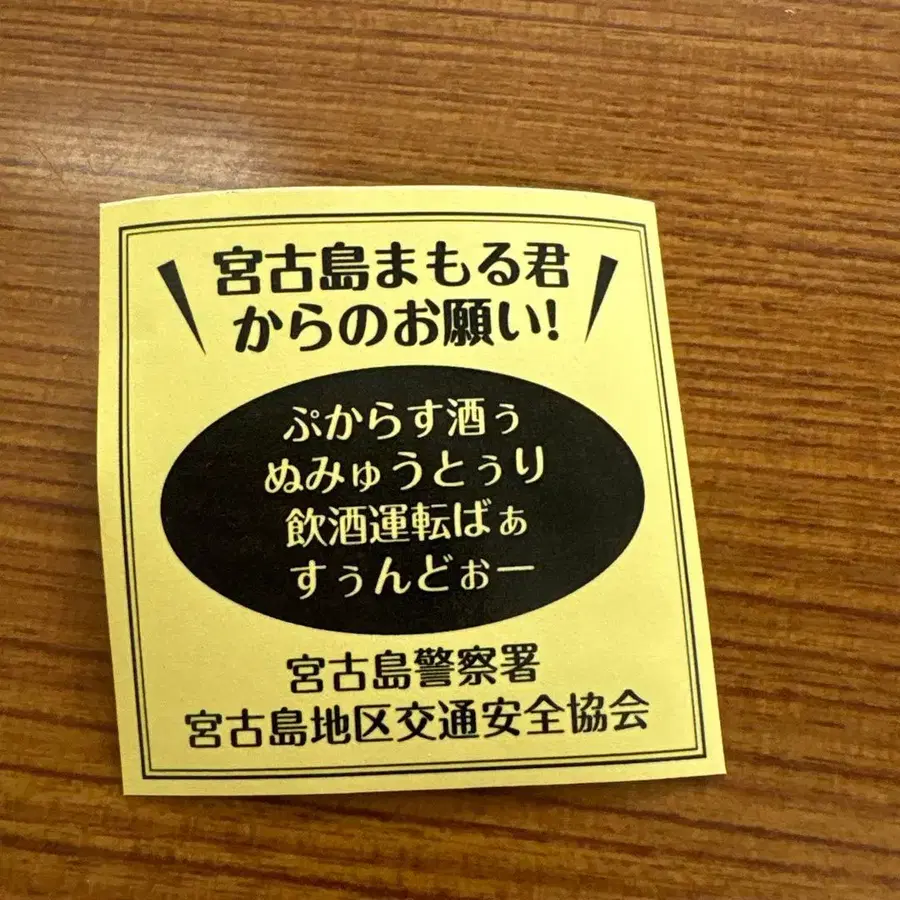 宮古島まもる君
からのお願い!
ぷからす酒ぅ
ぬみゅうとぅり
飲酒運転ばぁ
すぅんどぉー
宮古島警察署
宮古島地区交通安全協会